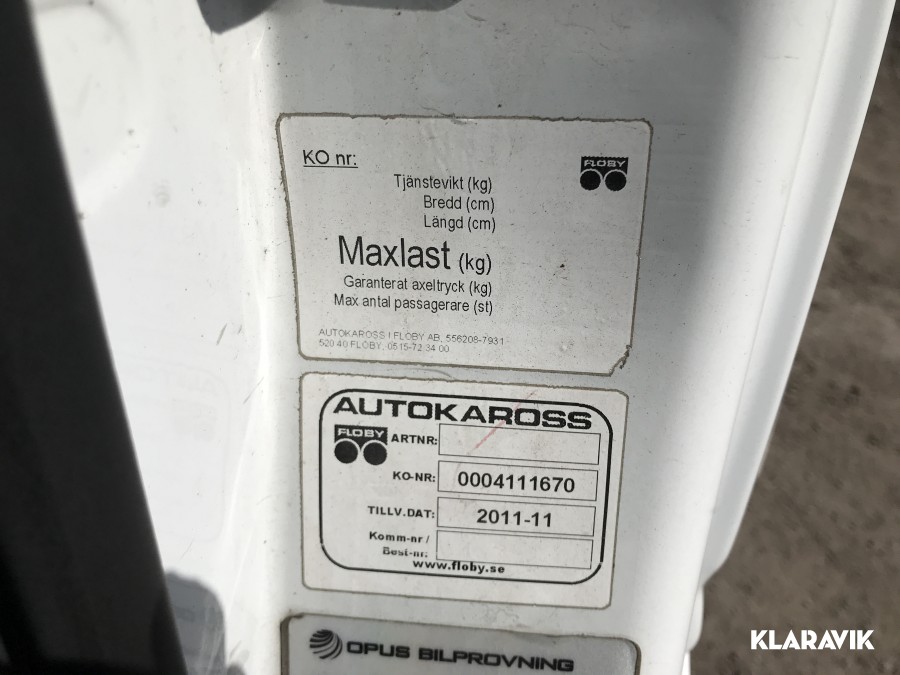 KO nr:
FLOBY
Tjänstevikt (kg)
Bredd (cm)
Längd (cm)
Maxlast (kg)
Garanterat axeltryck (kg)
Max antal passagerare (st)
AUTOKAROSS I FLOBY AB, 556208-7931
520 40 FLOBY, 0515-72 34 00
AUTOKAROSS
FLOBY
ARTNR:
KO-NR: 0004111670
TILLV.DAT: 2011-11
Komm-nr /
Best-nr:
www.floby.se
OPUS BILPROVNING
KLARAVIK